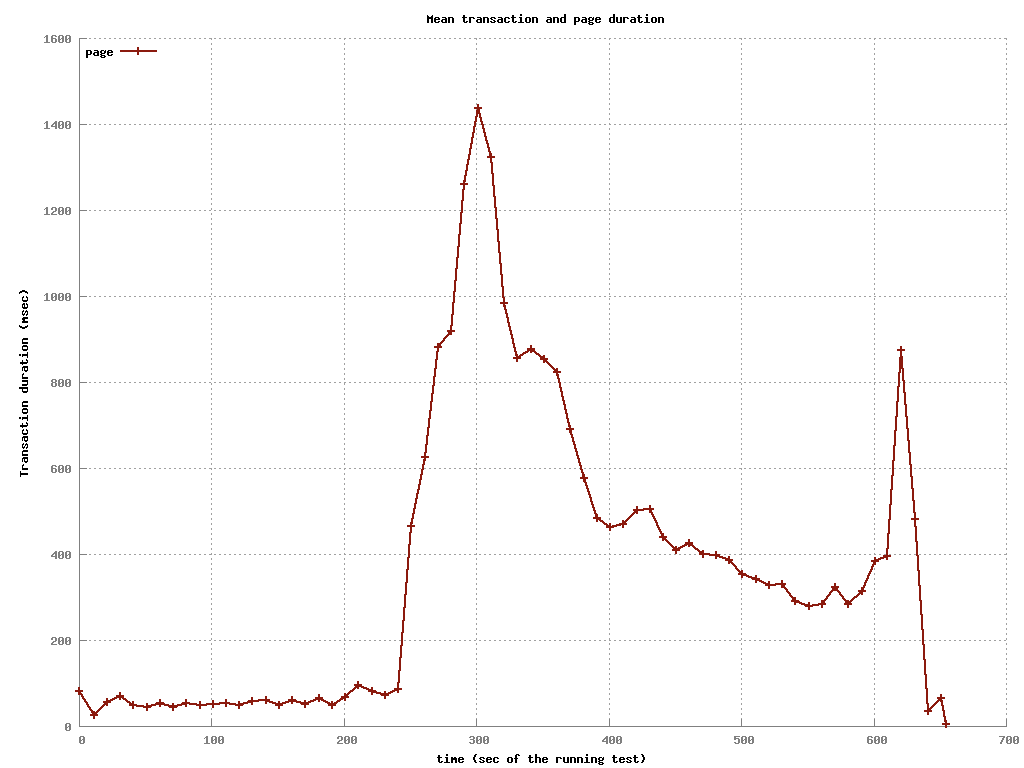 Mean transaction and page duration
1600
page
1400
1200
1000
800
600
400
200
0
Transaction duration (msec)
0 100 200 300 400 500 600 700
time (sec of the running test)